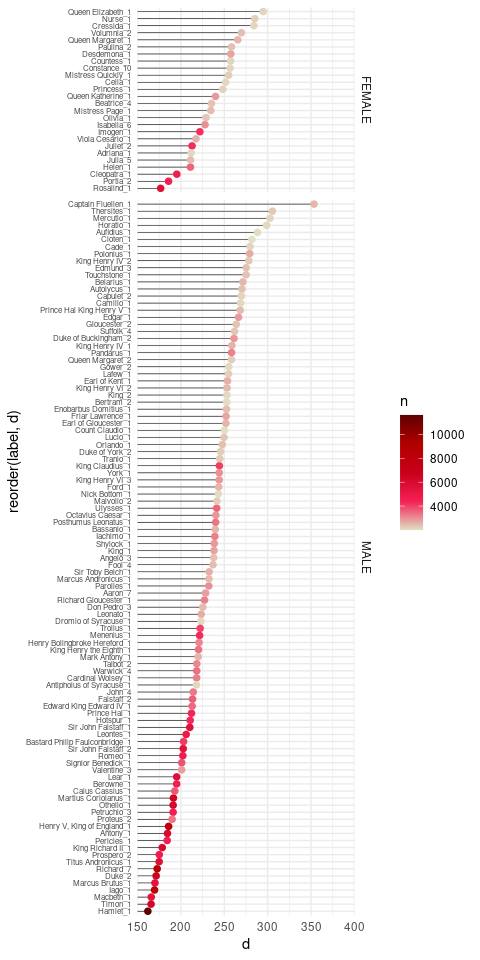 Queen Elizabeth_1
Nurse_1
Cressida_1
Volumnia_2
Queen Margaret_1
Paulina_2
Desdemona_1
Countess_1
Constance_10
Mistress Quickly_1
Celia_1
Princess_1
Queen Katherine_1
Beatrice_4
Mistress Page_1
Olivia_1
Isabella_6
Imogen_1
Viola Cesario_1
Juliet_2
Adriana_1
Julia_5
Helen_1
Cleopatra_1
Portia_2
Rosalind_1
FEMALE
Captain Fluellen_1
Thersites_1
Mercutio_1
Horatio_1
Aufidius_1
Cloten_1
Cade_1
Polonius_1
King Henry IV_2
Edmund_3
Touchstone_1
Belarius_1
Autolycus_1
Capulet_2
Camillo_1
Prince Hal King Henry V_1
Edgar_1
Gloucester_2
Suffolk_4
Duke of Buckingham_2
King Henry IV_1
Pandarus_1
Queen Margaret_2
Gower_2
Lafew_1
Earl of Kent_1
King Henry VI_2
King_2
Bertram_2
Enobarbus Domitius_1
Friar Lawrence_1
Earl of Gloucester_1
Count Claudio_1
Lucio_1
Orlando_1
Duke of York_2
Tranio_1
King Claudius_1
York_1
King Henry VI_3
Ford_1
Nick Bottom_1
Malvolio_2
Ulysses_1
Octavius Caesar_1
Posthumus Leonatus_1
Bassanio_1
Iachimo_1
Shylock_1
King_1
Angelo_3
Fool_4
Sir Toby Belch_1
Marcus Andronicus_1
Parolles_1
Aaron_7
Richard Gloucester_1
Don Pedro_3
Leonato_1
Dromio of Syracuse_1
Troilus_1
Menenius_1
Henry Bolingbroke Hereford_1
King Henry the Eighth_1
Mark Antony_1
Talbot_2
Warwick_4
Cardinal Wolsey_1
Antipholus of Syracuse_1
John_4
Falstaff_2
Edward King Edward IV_1
Prince Hal_1
Hotspur_1
Sir John Falstaff_1
Leontes_1
Bastard Philip Faulconbridge_1
Sir John Falstaff_2
Romeo_1
Signior Benedick_1
Valentine_3
Lear_1
Berowne_1
Caius Cassius_1
Martius Coriolanus_1
Othello_1
Petruchio_3
Proteus_2
Henry V, King of England_1
Antony_1
Pericles_1
King Richard II_1
Prospero_2
Titus Andronicus_1
Richard_7
Duke_2
Marcus Brutus_1
Iago_1
Macbeth_1
Timon_1
Hamlet_1
MALE
150 200 250 300 350 400
d
reorder(label, d)
n
10000
8000
6000
4000